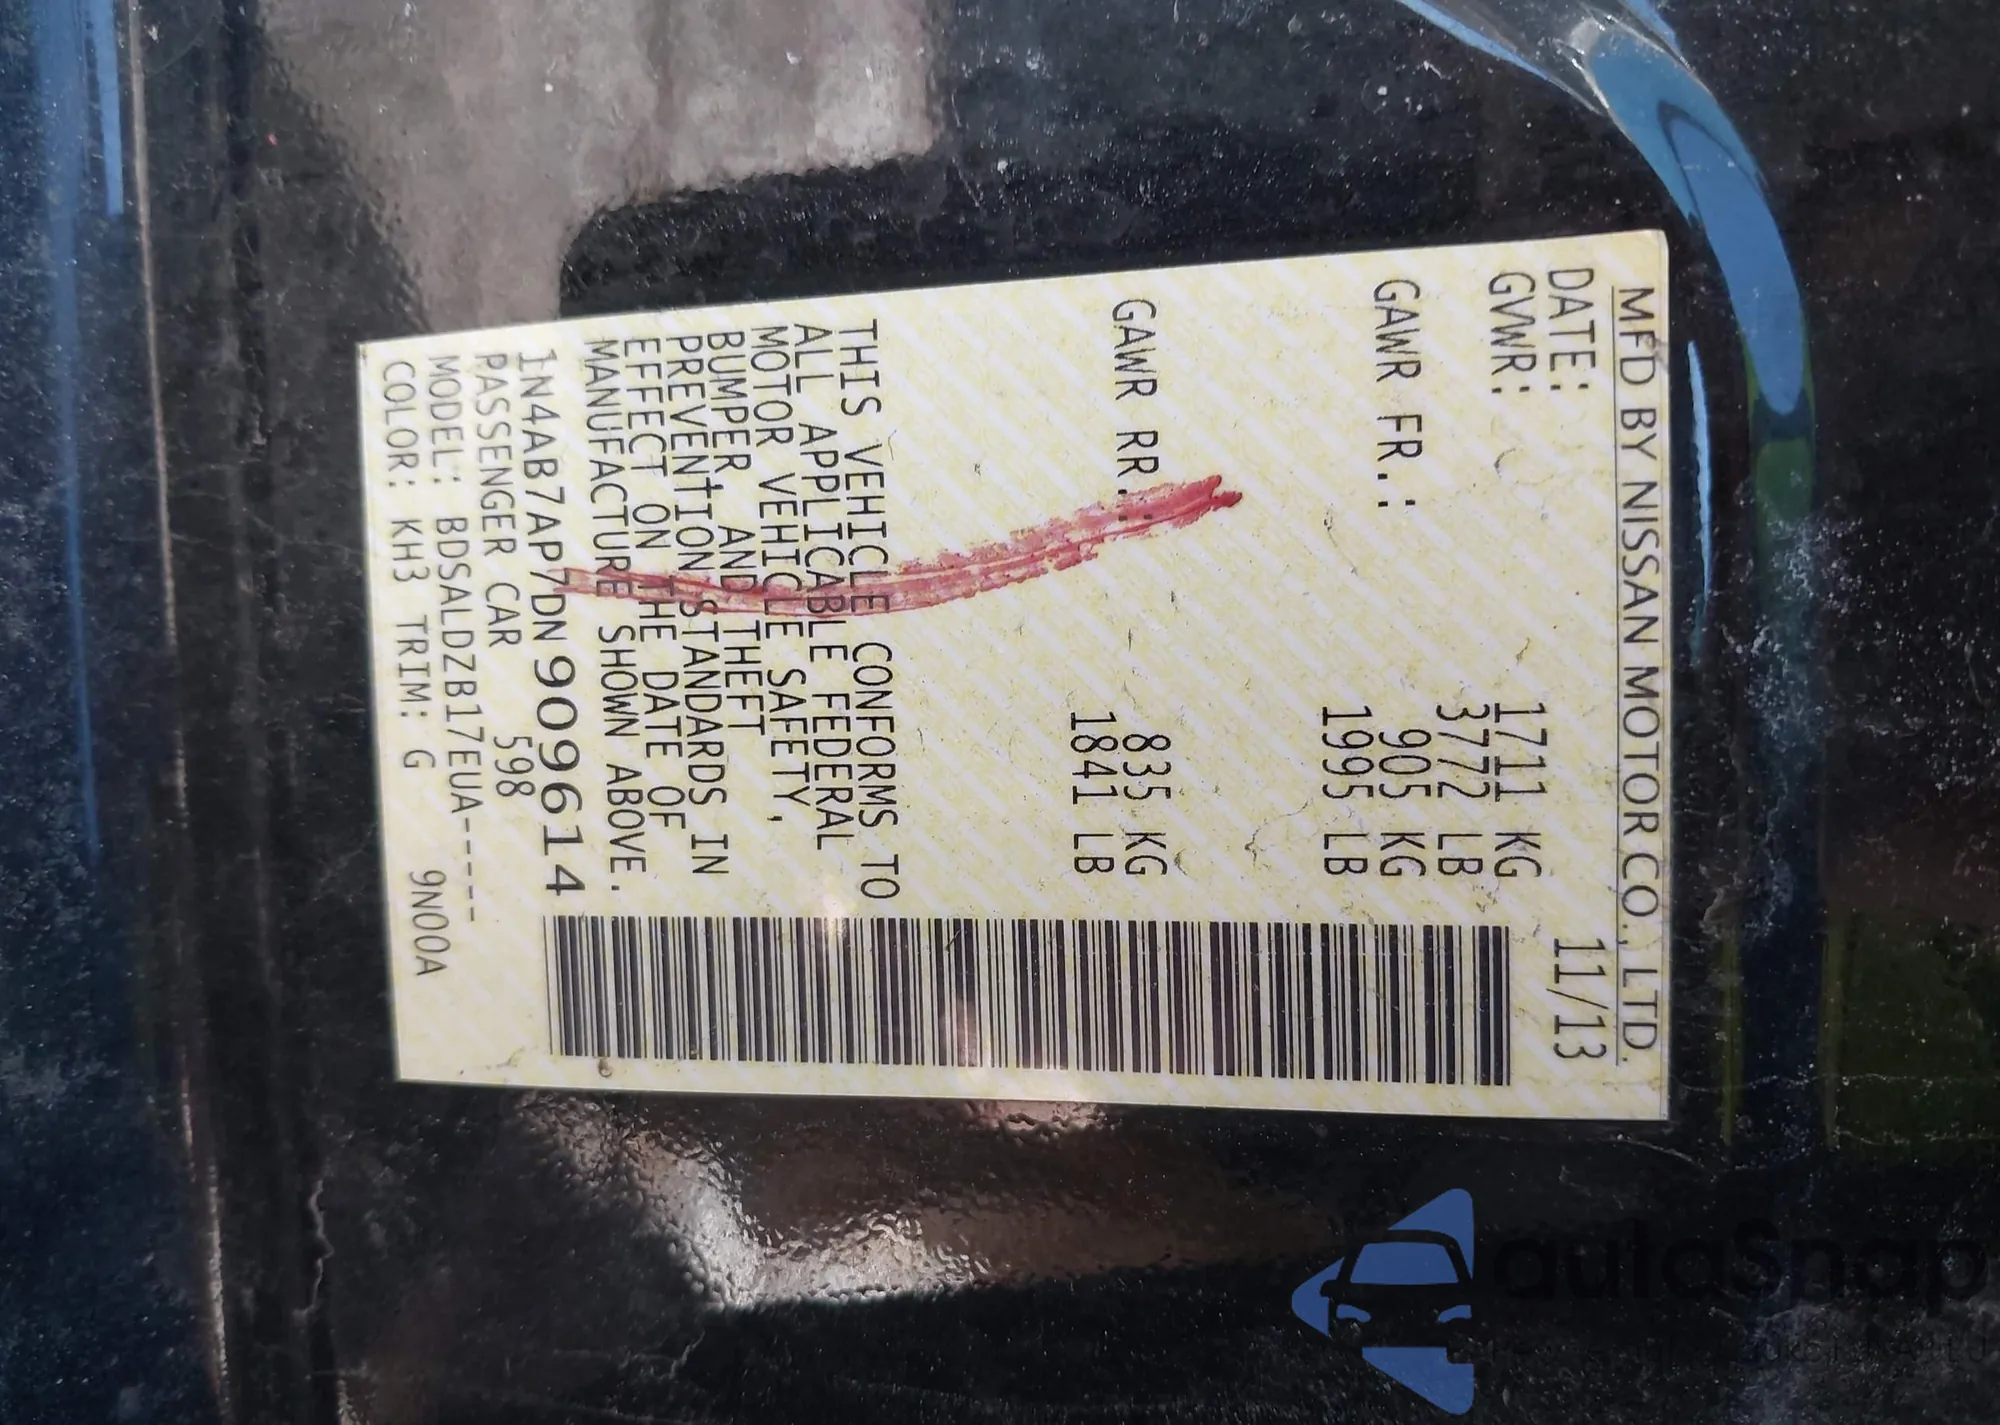 MFD BY NISSAN MOTOR CO., LTD.
DATE: 11/13
GVWR: 1711 KG
3772 LB
GAWR FR.: 905 KG
1995 LB
GAWR RR.: 835 KG
1841 LB
THIS VEHICLE CONFORMS TO
ALL APPLICABLE FEDERAL
MOTOR VEHICLE SAFETY,
BUMPER, AND THEFT
PREVENTION STANDARDS IN
EFFECT ON THE DATE OF
MANUFACTURE SHOWN ABOVE.
1N4AB7AP7DN909614
PASSENGER CAR 598
MODEL: BDSALDZB17EUA-----
COLOR: KH3 TRIM: G 9N00A
autaSnap